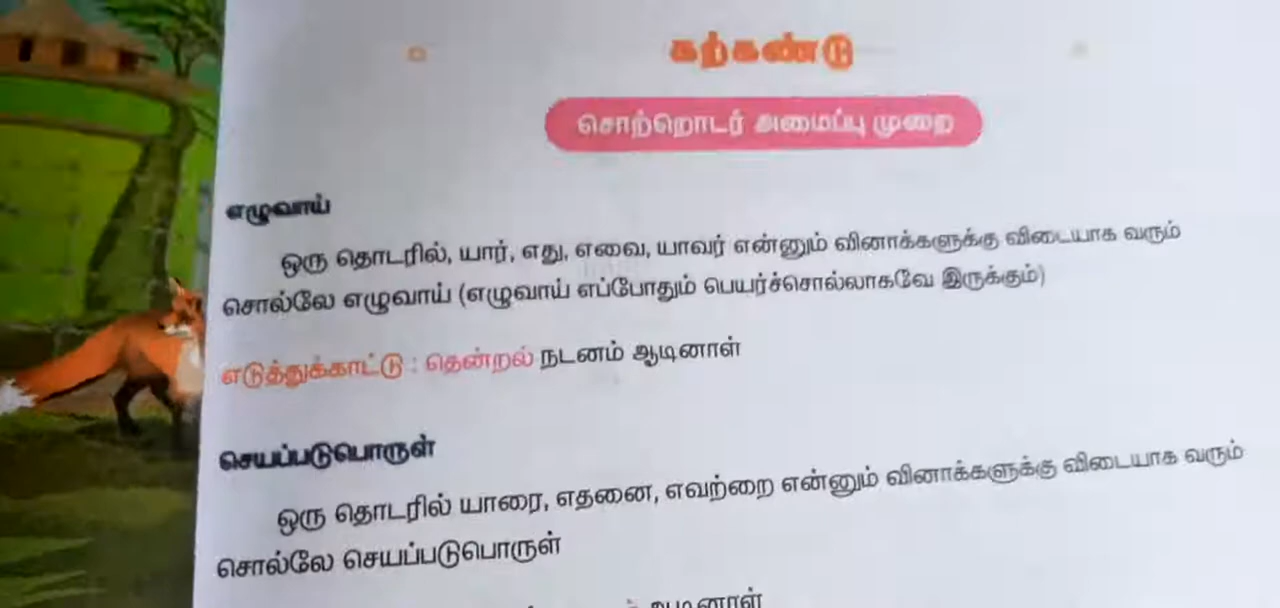 கற்கண்டு
சொற்றொடர் அமைப்பு முறை
எழுவாய்
ஒரு தொடரில், யார், எது, எவை, யாவர் என்னும் வினாக்களுக்கு விடையாக வரும்
சொல்லே எழுவாய் (எழுவாய் எப்போதும் பெயர்ச்சொல்லாகவே இருக்கும்)
எடுத்துக்காட்டு : தென்றல் நடனம் ஆடினாள்
செயப்படுபொருள்
ஒரு தொடரில் யாரை, எதனை, எவற்றை என்னும் வினாக்களுக்கு விடையாக வரும்
சொல்லே செயப்படுபொருள்
ஆடினாள்